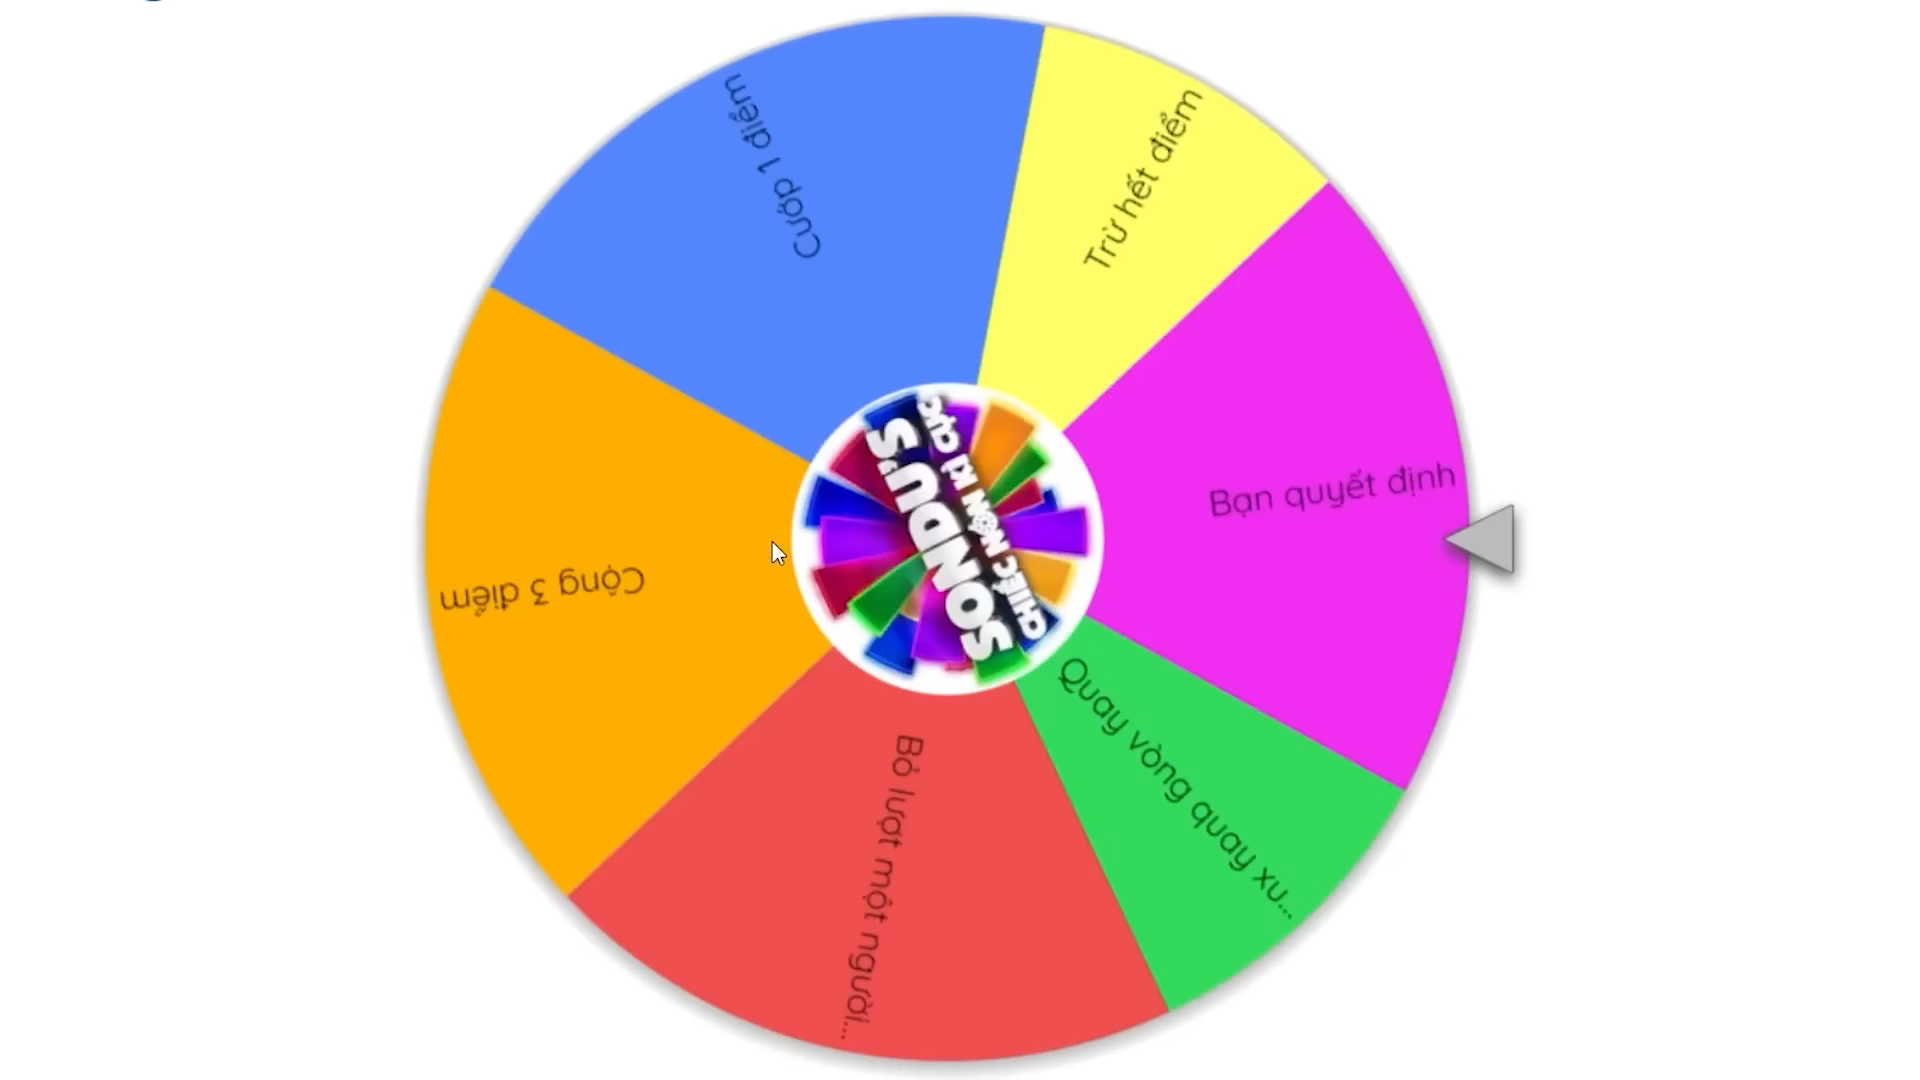 Cướp 1 điểm
Trừ hết điểm
Bạn quyết định
Quay vòng quay xu...
Bỏ lượt một người...
Cộng 3 điểm
SONDU'S
CHIẾC NÓN KÌ CỰC